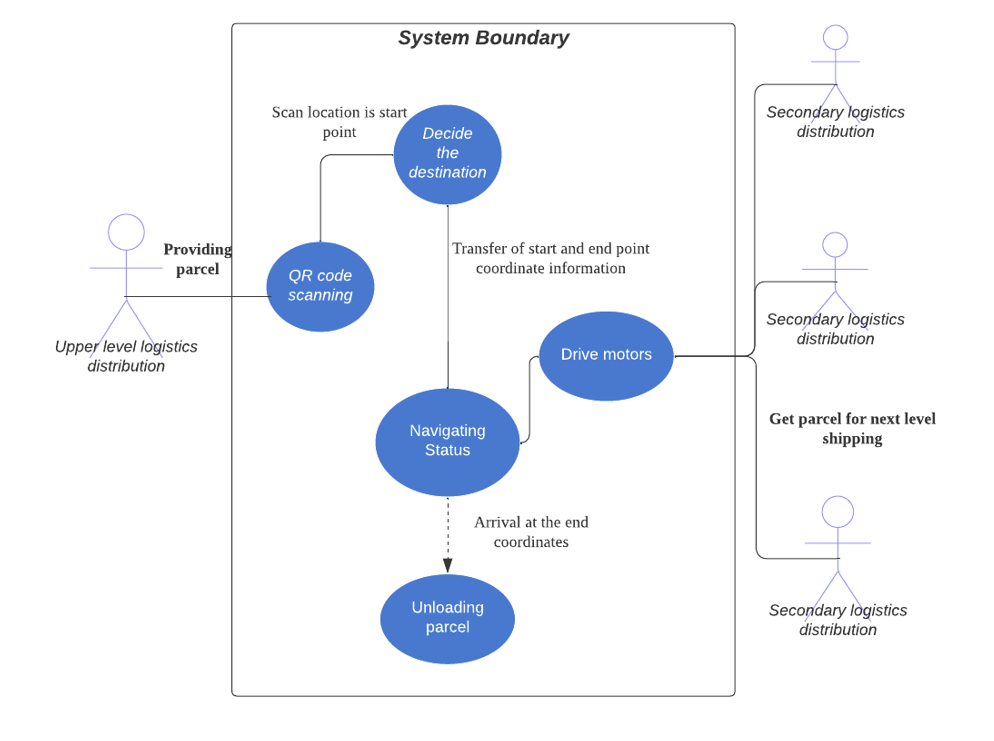 System Boundary
Scan location is start
point
Decide
the
destination
Providing
parcel
QR code
scanning
Upper level logistics
distribution
Transfer of start and end point
coordinate information
Drive motors
Navigating
Status
Arrival at the end
coordinates
Unloading
parcel
Secondary logistics
distribution
Secondary logistics
distribution
Get parcel for next level
shipping
Secondary logistics
distribution